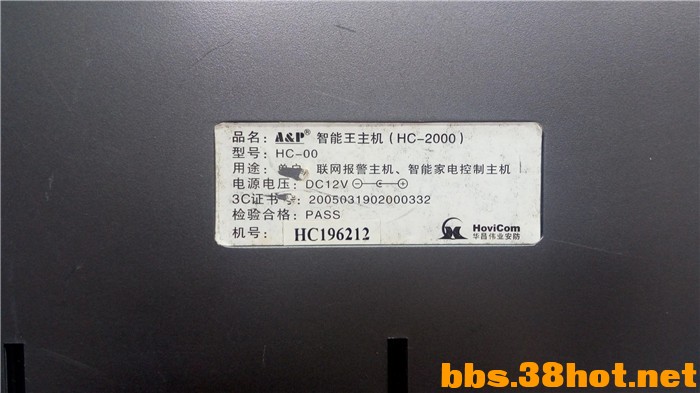 品名: A&P® 智能王主机 (HC-2000)
型号: HC-00
用途: 联网报警主机、智能家电控制主机
电源电压: DC12V
3C证书号: 2005031902000332
检验合格: PASS
机号: HC196212
HoviCom
华昌伟业安防
bbs.38hot.net